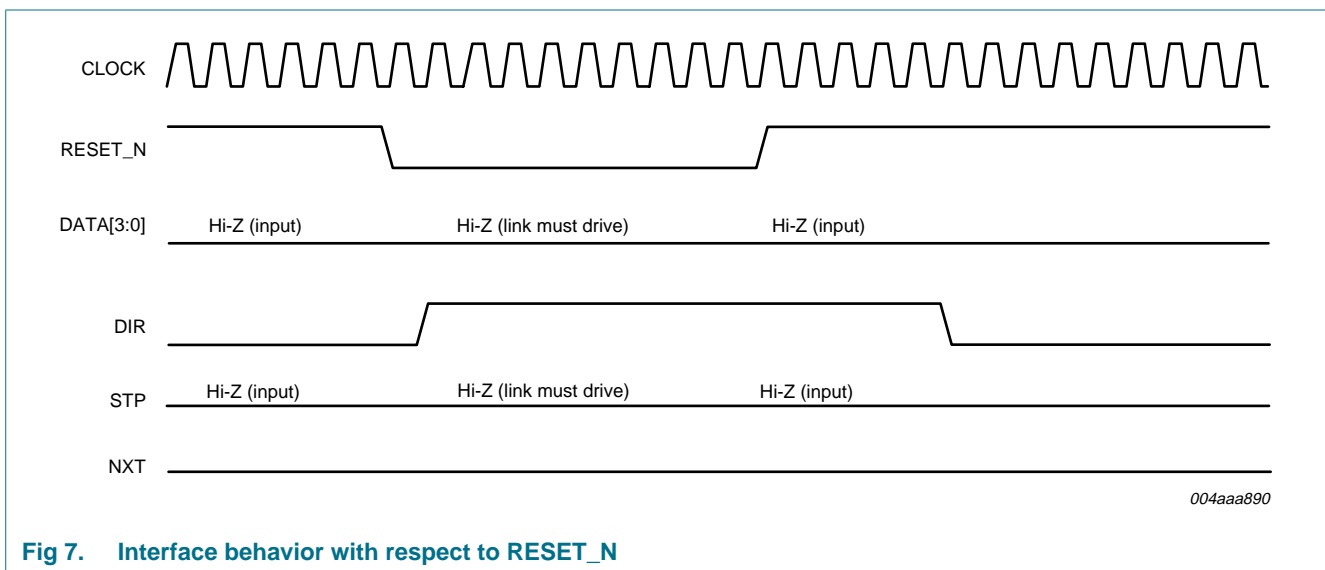 CLOCK
RESET_N
DATA[3:0] Hi-Z (input) Hi-Z (link must drive) Hi-Z (input)
DIR
STP Hi-Z (input) Hi-Z (link must drive) Hi-Z (input)
NXT
004aaa890
Fig 7. Interface behavior with respect to RESET_N